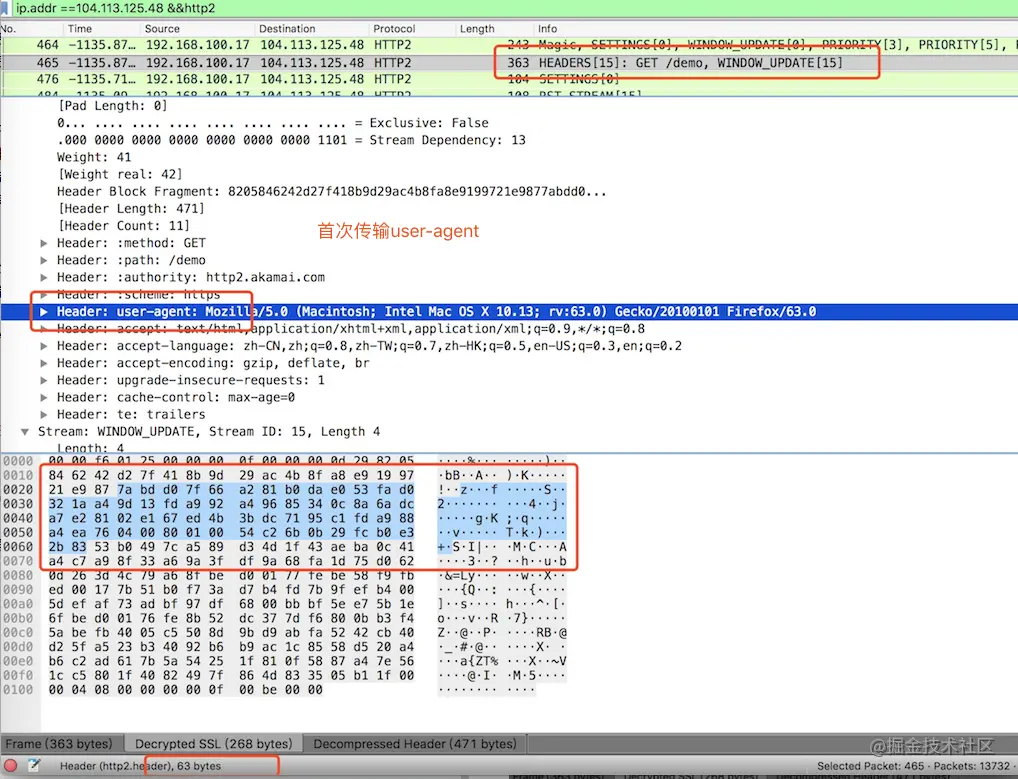 ip.addr ==104.113.125.48 &&http2
No. Time Source Destination Protocol Length Info
464 -1135.87… 192.168.100.17 104.113.125.48 HTTP2 243 Magic, SETTINGS[0], WINDOW_UPDATE[0], PRIORITY[3], PRIORITY[5],
465 -1135.87… 192.168.100.17 104.113.125.48 HTTP2 363 HEADERS[15]: GET /demo, WINDOW_UPDATE[15]
476 -1135.71… 192.168.100.17 104.113.125.48 HTTP2 104 SETTINGS[0]
484 -1135.09… 192.168.100.17 104.113.125.48 HTTP2 108 RST_STREAM[15]
[Pad Length: 0]
0... .... .... .... .... .... .... .... = Exclusive: False
.000 0000 0000 0000 0000 0000 0000 1101 = Stream Dependency: 13
Weight: 41
[Weight real: 42]
Header Block Fragment: 8205846242d27f418b9d29ac4b8fa8e9199721e9877abdd0...
[Header Length: 471]
[Header Count: 11]
首次传输user-agent
Header: :method: GET
Header: :path: /demo
Header: :authority: http2.akamai.com
Header: :scheme: https
Header: user-agent: Mozilla/5.0 (Macintosh; Intel Mac OS X 10.13; rv:63.0) Gecko/20100101 Firefox/63.0
Header: accept: text/html,application/xhtml+xml,application/xml;q=0.9,*/*;q=0.8
Header: accept-language: zh-CN,zh;q=0.8,zh-TW;q=0.7,zh-HK;q=0.5,en-US;q=0.3,en;q=0.2
Header: accept-encoding: gzip, deflate, br
Header: upgrade-insecure-requests: 1
Header: cache-control: max-age=0
Header: te: trailers
Stream: WINDOW_UPDATE, Stream ID: 15, Length 4
Length: 4
0000 00 00 f6 01 25 00 00 00 0f 00 00 00 0d 29 82 05
0010 84 62 42 d2 7f 41 8b 9d 29 ac 4b 8f a8 e9 19 97
0020 21 e9 87 7a bd d0 7f 66 a2 81 b0 da e0 53 fa d0
0030 32 1a a4 9d 13 fd a9 92 a4 96 85 34 0c 8a 6a dc
0040 a7 e2 81 02 e1 67 ed 4b 3b dc 71 95 c1 fd a9 88
0050 a4 ea 76 04 00 80 01 00 54 c2 6b 0b 29 fc b0 e3
0060 2b 83 53 b0 49 7c a5 89 d3 4d 1f 43 ae ba 0c 41
0070 a4 c7 a9 8f 33 a6 9a 3f df 9a 68 fa 1d 75 d0 62
0080 0d 26 3d 4c 79 a6 8f be d0 01 77 fe be 58 f9 fb
0090 ed 00 17 7b 51 b0 f7 3a d7 b4 fd 7b 9f ef b4 00
00a0 5d ef af 73 ad bf 97 df 68 00 bb bf 5e e7 5b 1e
00b0 6f be d0 01 76 fe 8b 52 dc 37 7d f6 80 0b b3 f4
00c0 5a be fb 40 05 c5 50 8d 9b d9 ab fa 52 42 cb 40
00d0 d2 5f a5 23 b3 40 92 b6 b9 ac 1c 85 58 d5 20 a4
00e0 b6 c2 ad 61 7b 5a 54 25 1f 81 0f 58 87 a4 7e 56
00f0 1c c5 80 1f 40 82 49 7f 86 4d 83 35 05 b1 1f 00
0100 00 04 08 00 00 00 00 0f 00 be 00 00
@掘金技术社区
Frame (363 bytes) Decrypted SSL (268 bytes) Decompressed Header (471 bytes)
Header (http2.header), 63 bytes Selected Packet: 465 · Packets: 13732 ·